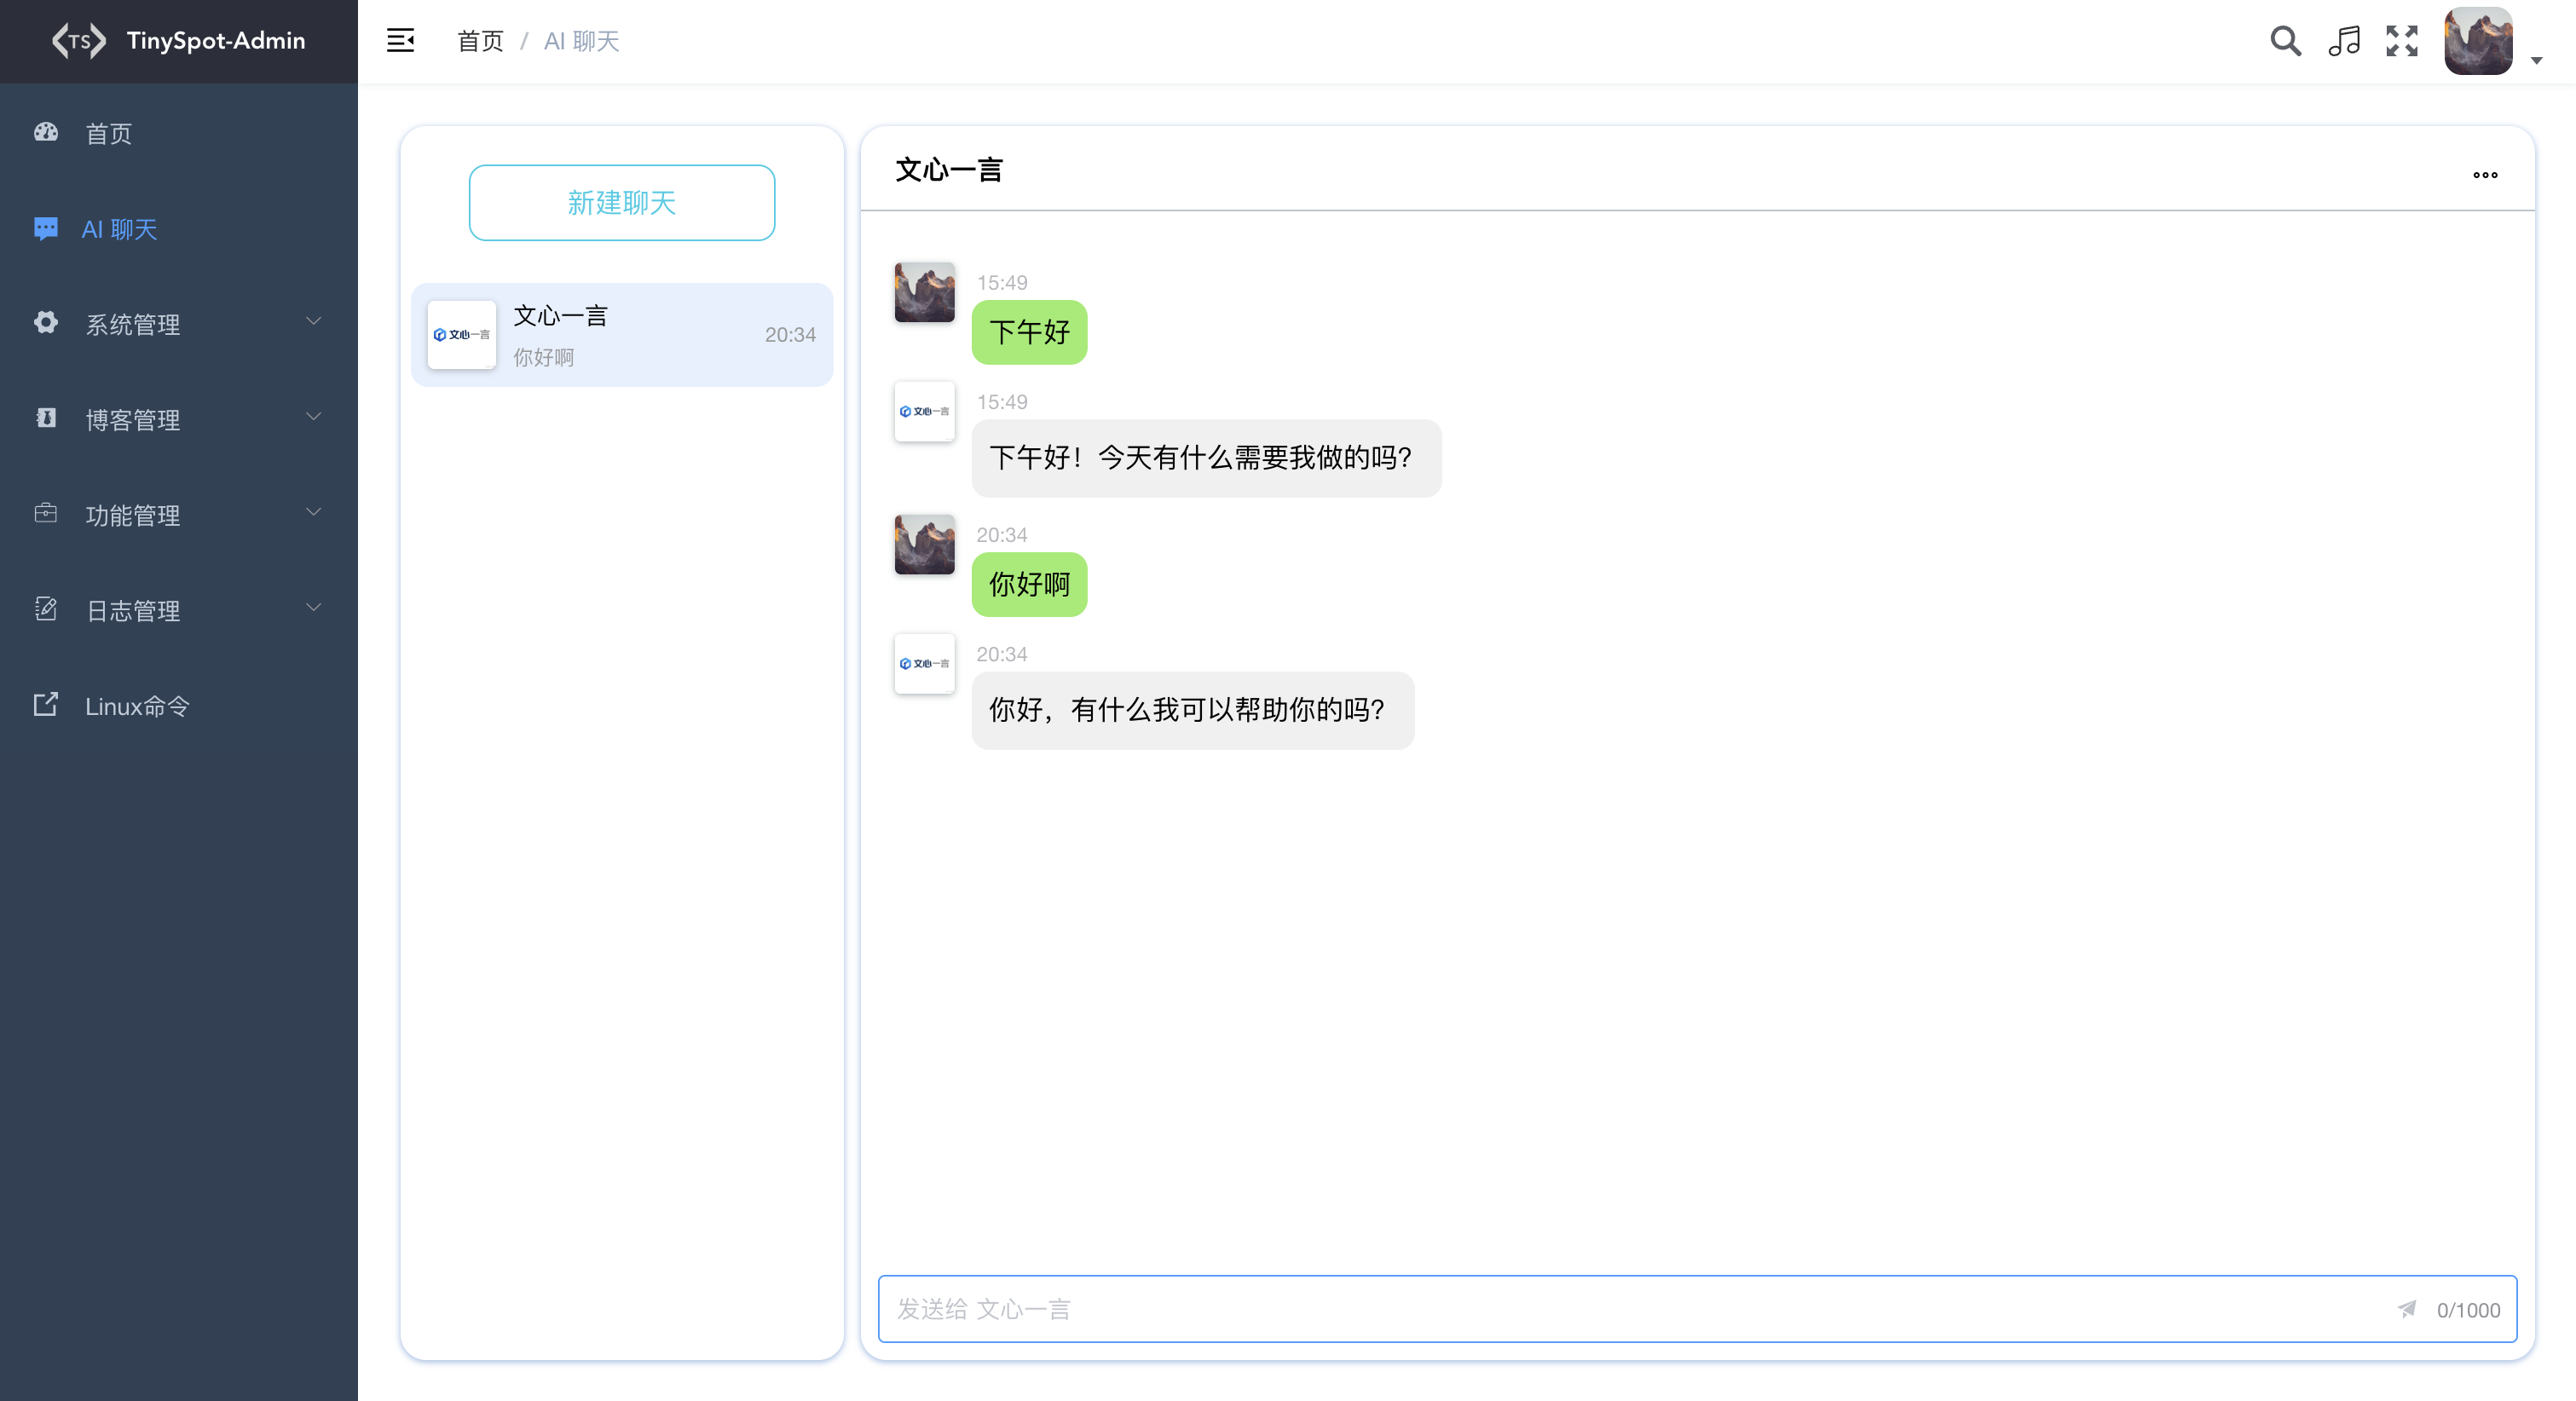 TS TinySpot-Admin
首页 / AI 聊天
首页
AI 聊天
系统管理
博客管理
功能管理
日志管理
Linux命令
新建聊天
文心一言
文心一言
20:34
你好啊
文心一言
15:49
下午好
文心一言
15:49
下午好！今天有什么需要我做的吗？
20:34
你好啊
文心一言
20:34
你好，有什么我可以帮助你的吗？
发送给 文心一言
0/1000